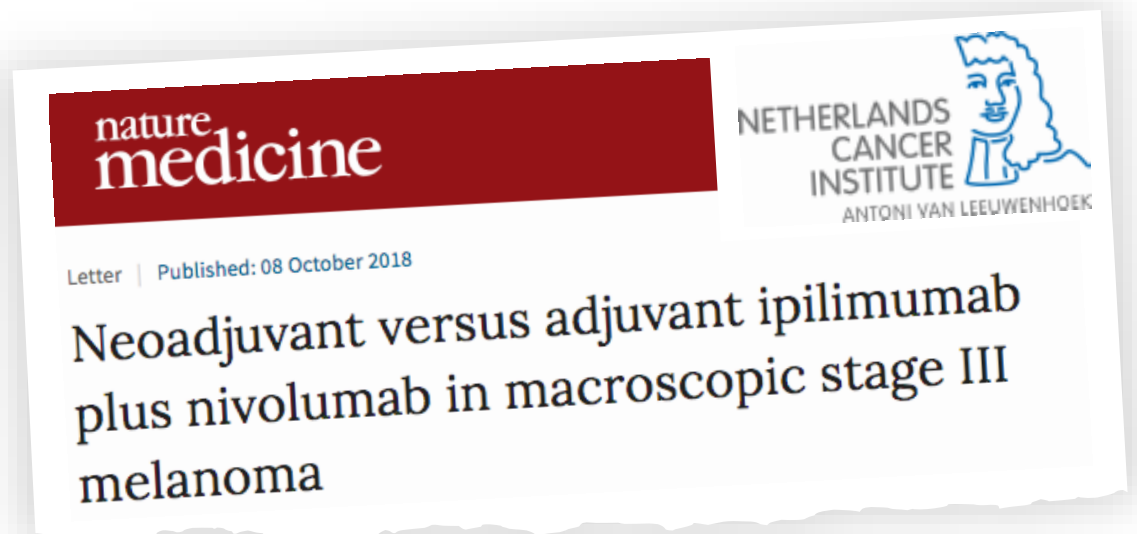 nature
medicine
NETHERLANDS
CANCER
INSTITUTE
ANTONI VAN LEEUWENHOEK
Letter | Published: 08 October 2018
Neoadjuvant versus adjuvant ipilimumab
plus nivolumab in macroscopic stage III
melanoma